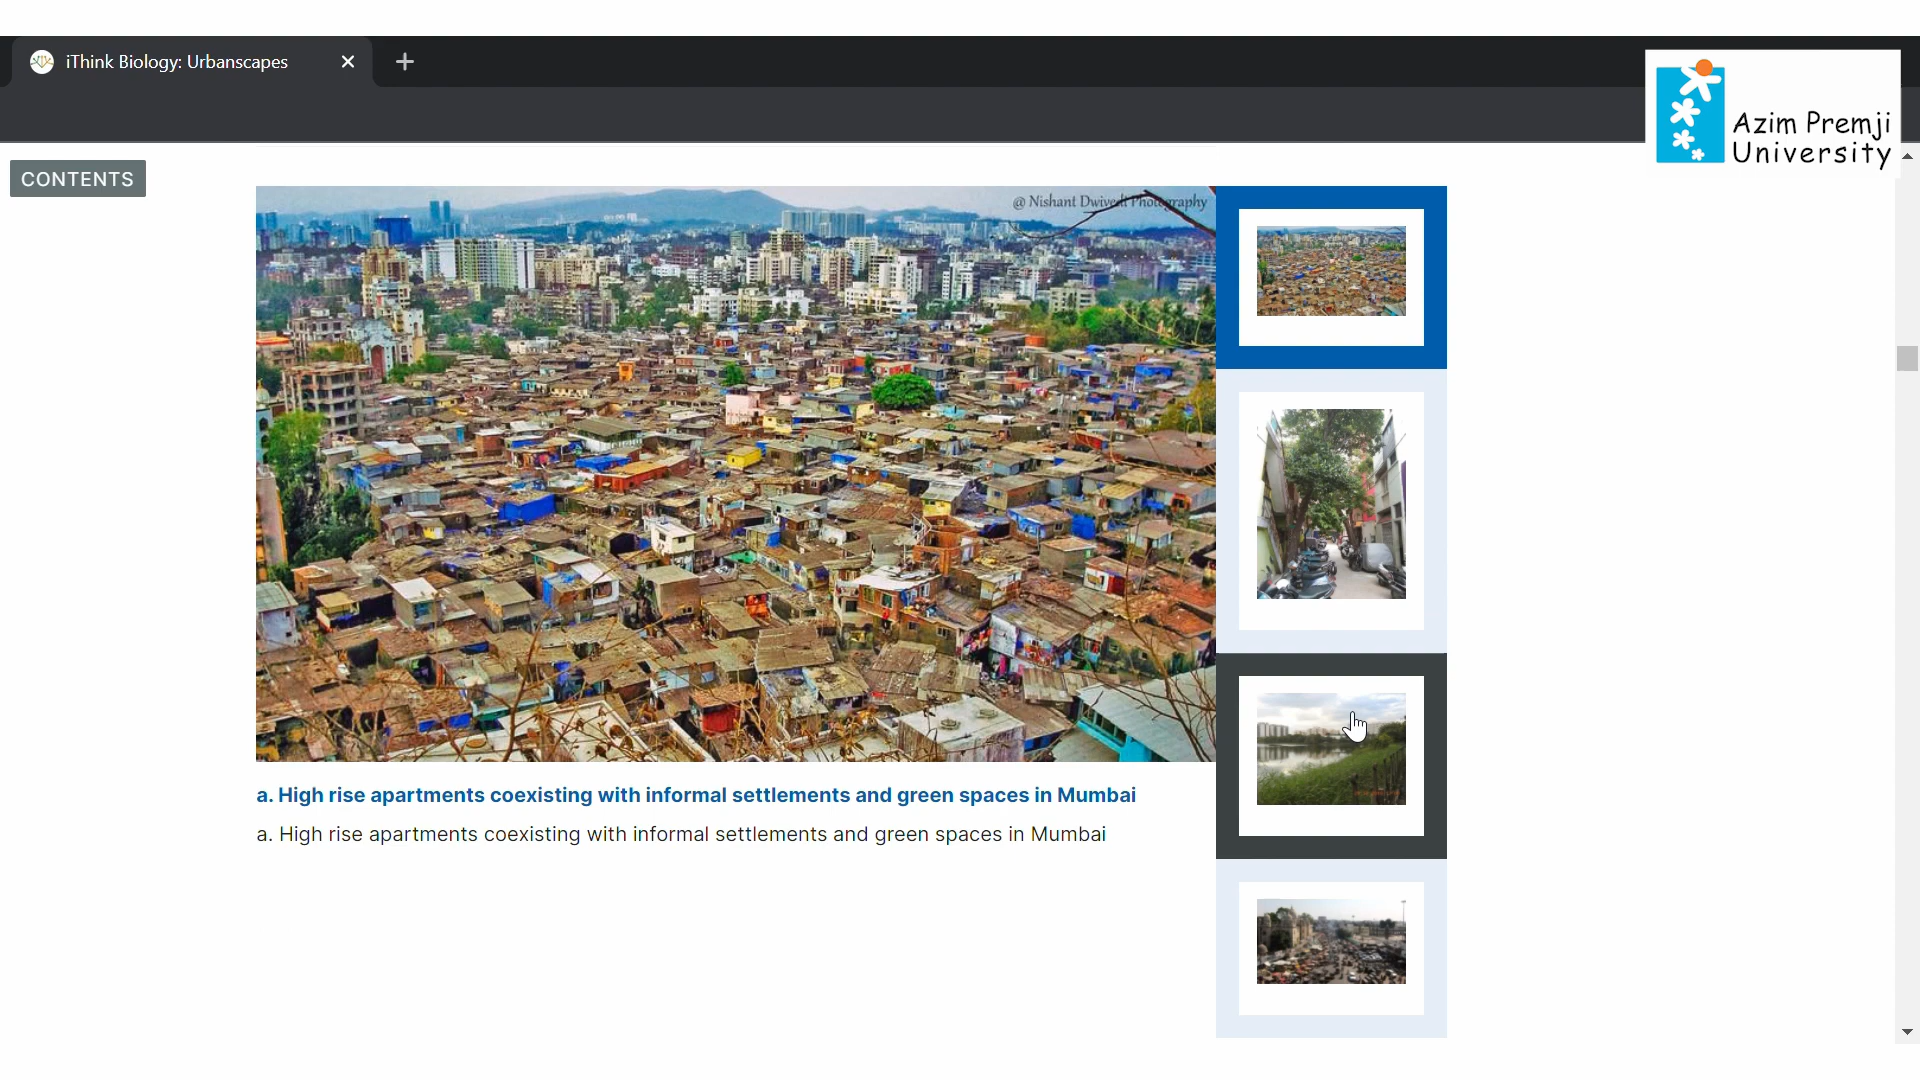 iThink Biology: Urbanscapes
Azim Premji
University
CONTENTS
@ Nishant Dwivedi Photography
a. High rise apartments coexisting with informal settlements and green spaces in Mumbai
a. High rise apartments coexisting with informal settlements and green spaces in Mumbai